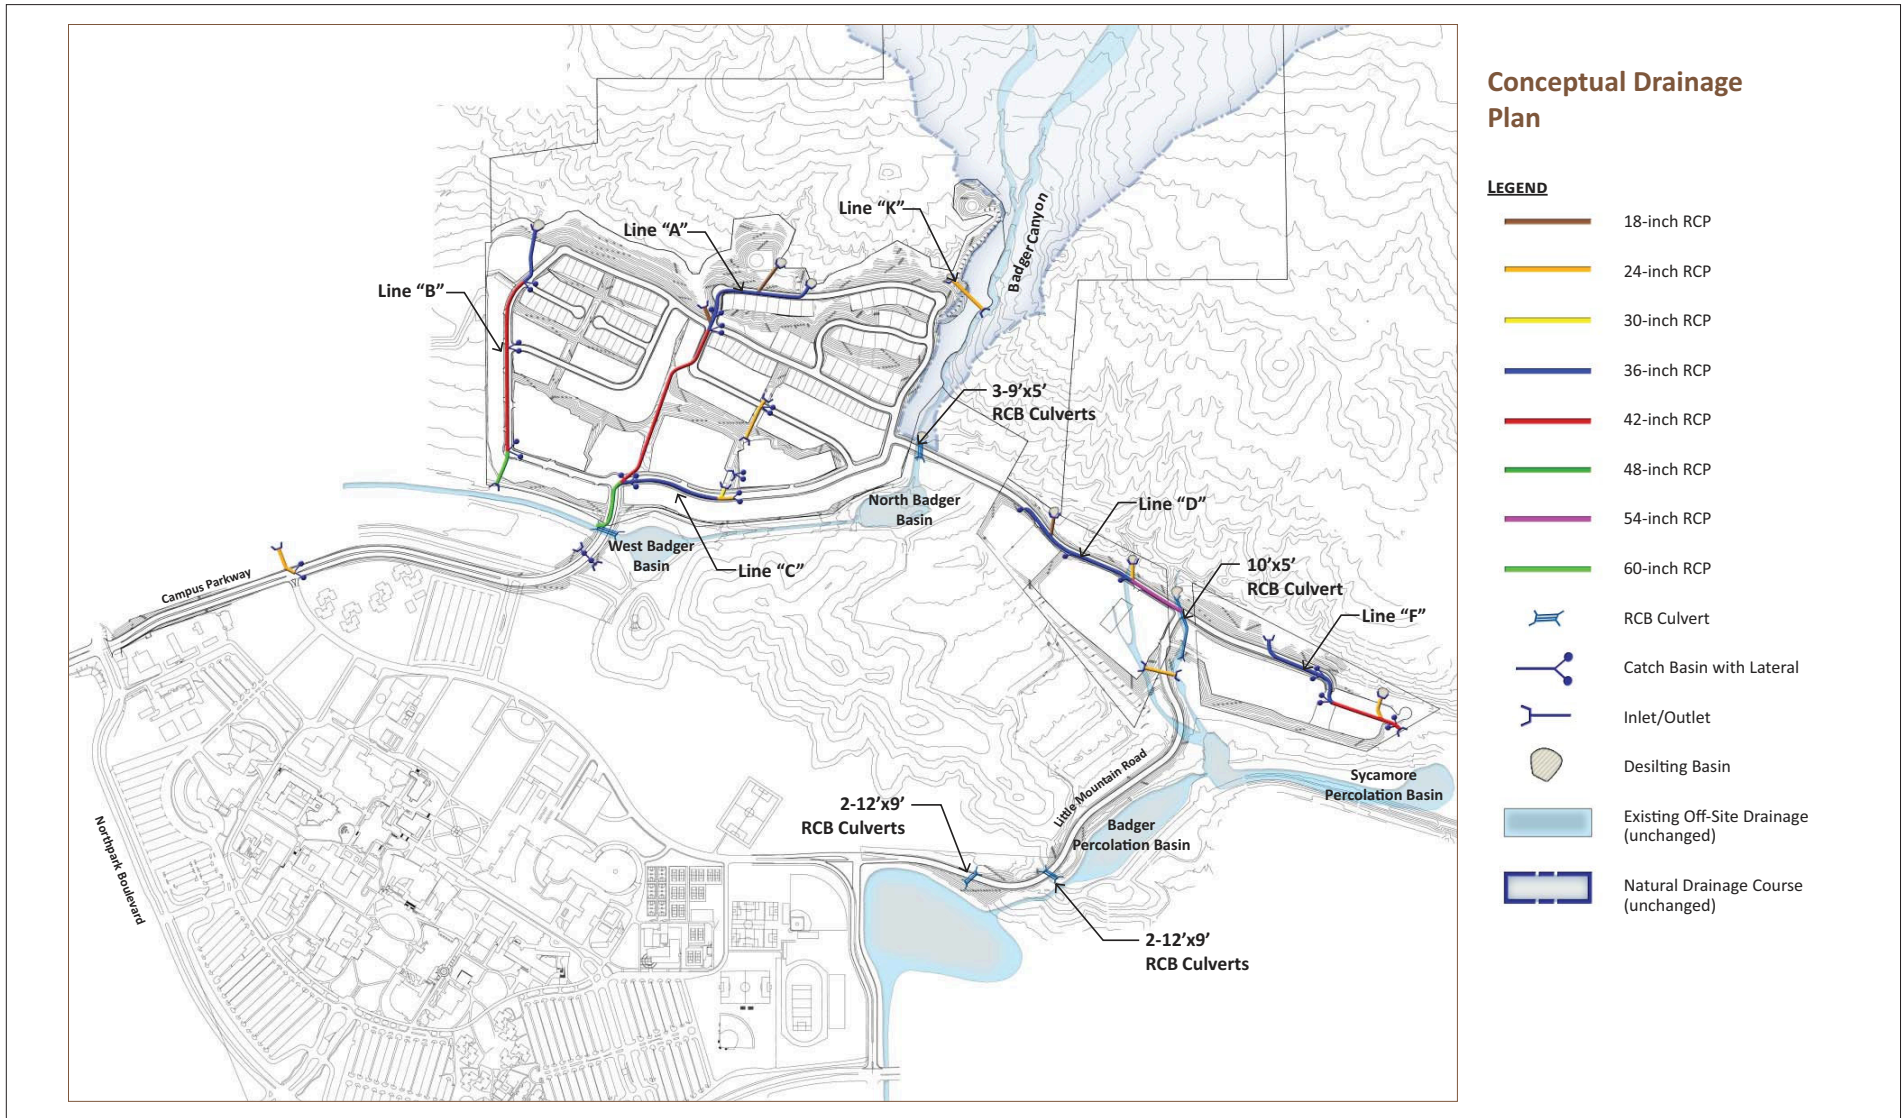 Conceptual Drainage
Plan
LEGEND
18-inch RCP
24-inch RCP
30-inch RCP
36-inch RCP
42-inch RCP
48-inch RCP
54-inch RCP
60-inch RCP
RCB Culvert
Catch Basin with Lateral
Inlet/Outlet
Desilting Basin
Existing Off-Site Drainage
(unchanged)
Natural Drainage Course
(unchanged)
Line “K”
Line “A”
Line “B”
Badger Canyon
3-9’x5’
RCB Culverts
North Badger
Basin
Line “D”
West Badger
Basin
Line “C”
10’x5’
RCB Culvert
Line “F”
Campus Parkway
Little Mountain Road
Sycamore
Percolation Basin
2-12’x9’
RCB Culverts
Badger
Percolation Basin
Northpark Boulevard
2-12’x9’
RCB Culverts